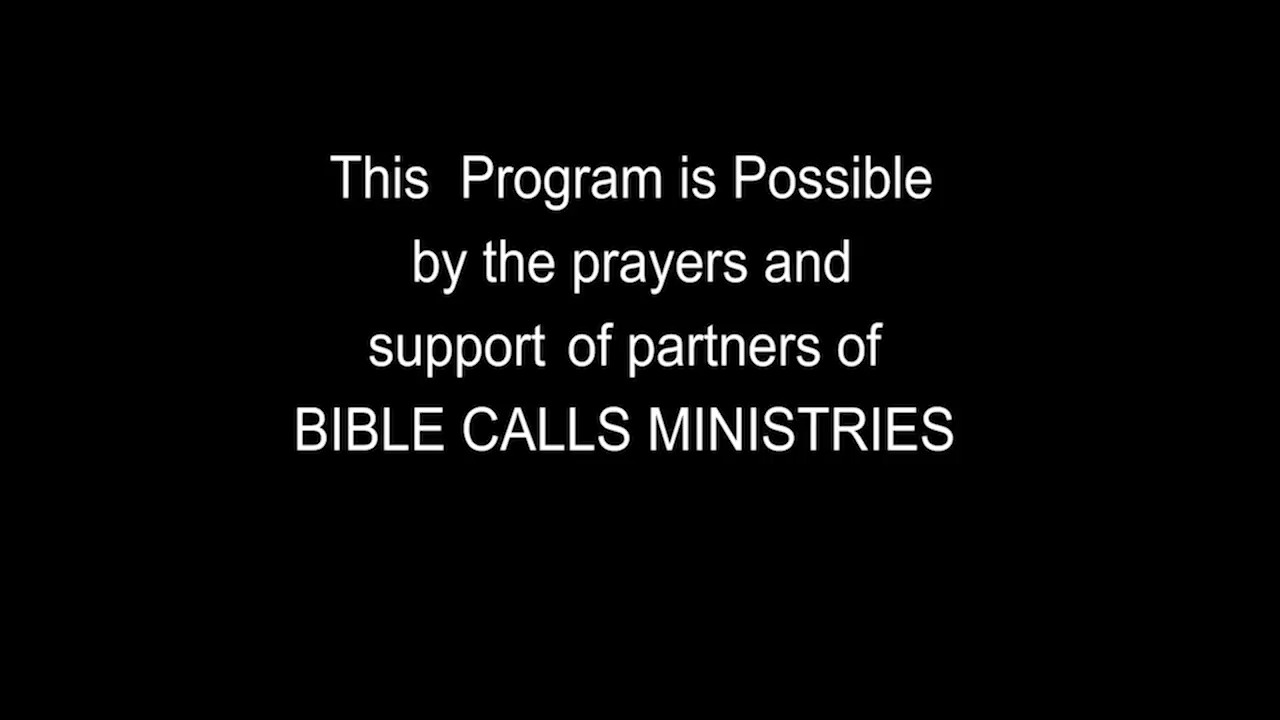 This  Program is Possible
by the prayers and
support of partners of
BIBLE CALLS MINISTRIES